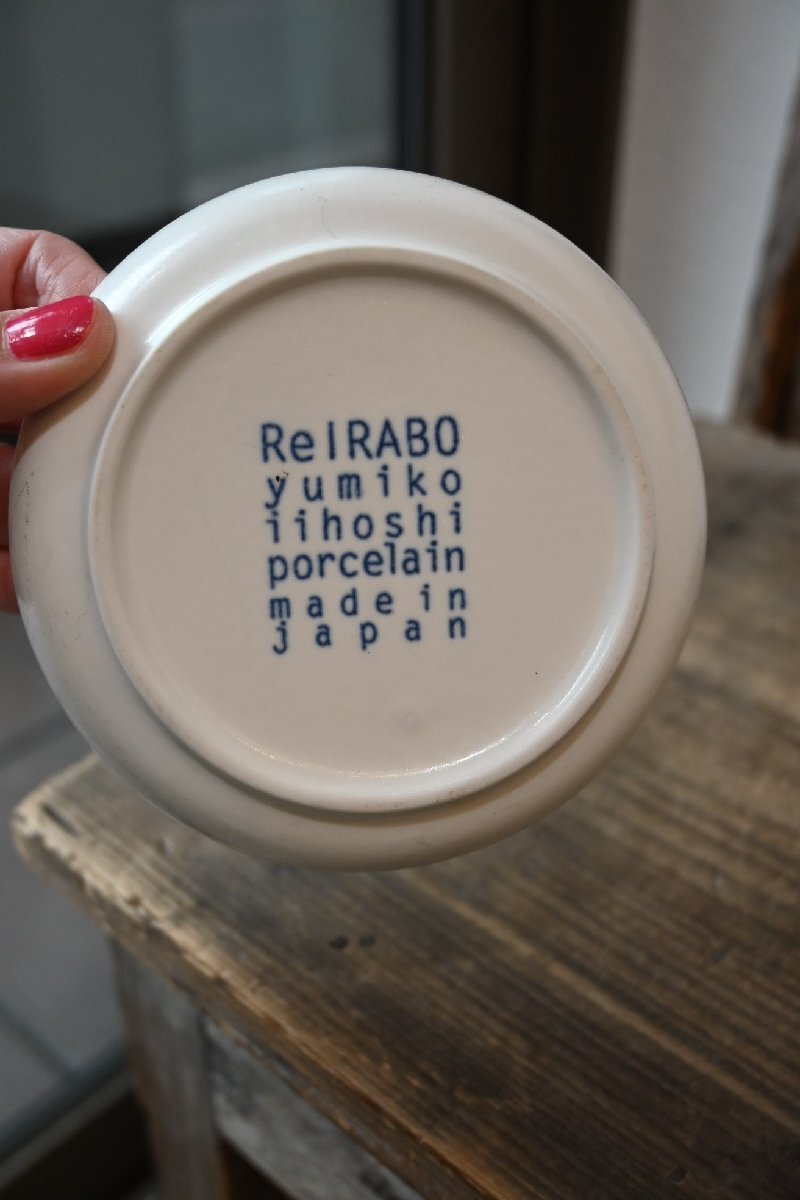 ReIRABO
yumiko
iihoshi
porcelain
made in
japan